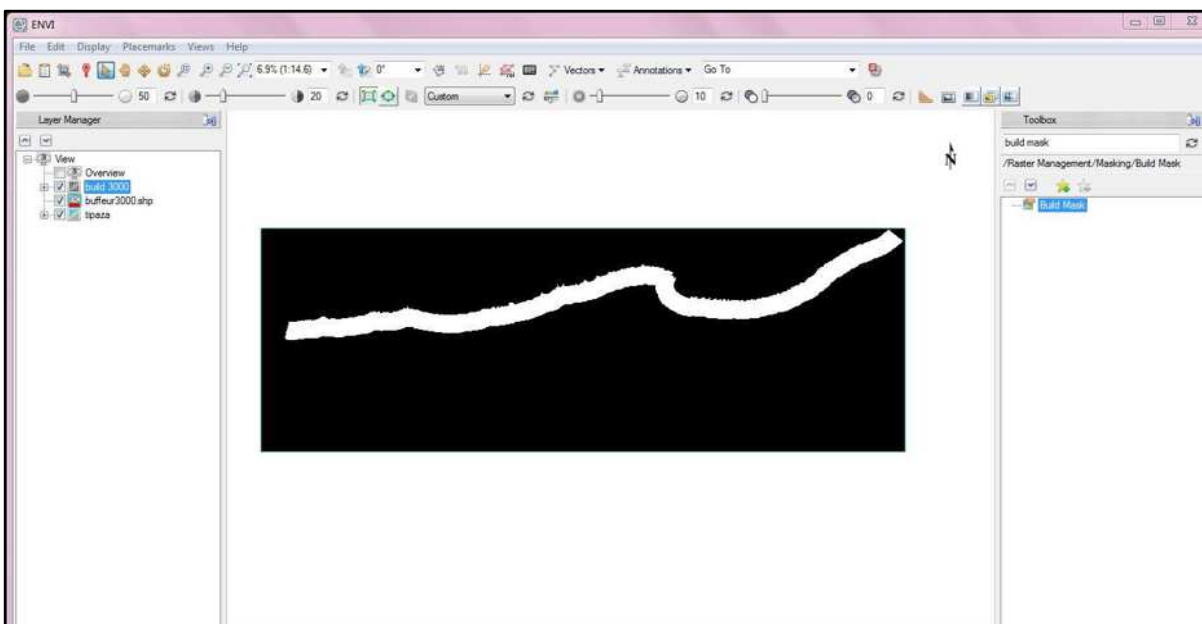 ENVI
File Edit Display Placemarks Views Help
6.9% (1:14.6) 0° Vectors Annotations Go To
50 20 Custom 10 0
Layer Manager
View
Overview
build 3000
buffeur3000.shp
tipaza
N
Toolbox
build mask
/Raster Management/Masking/Build Mask
Build Mask